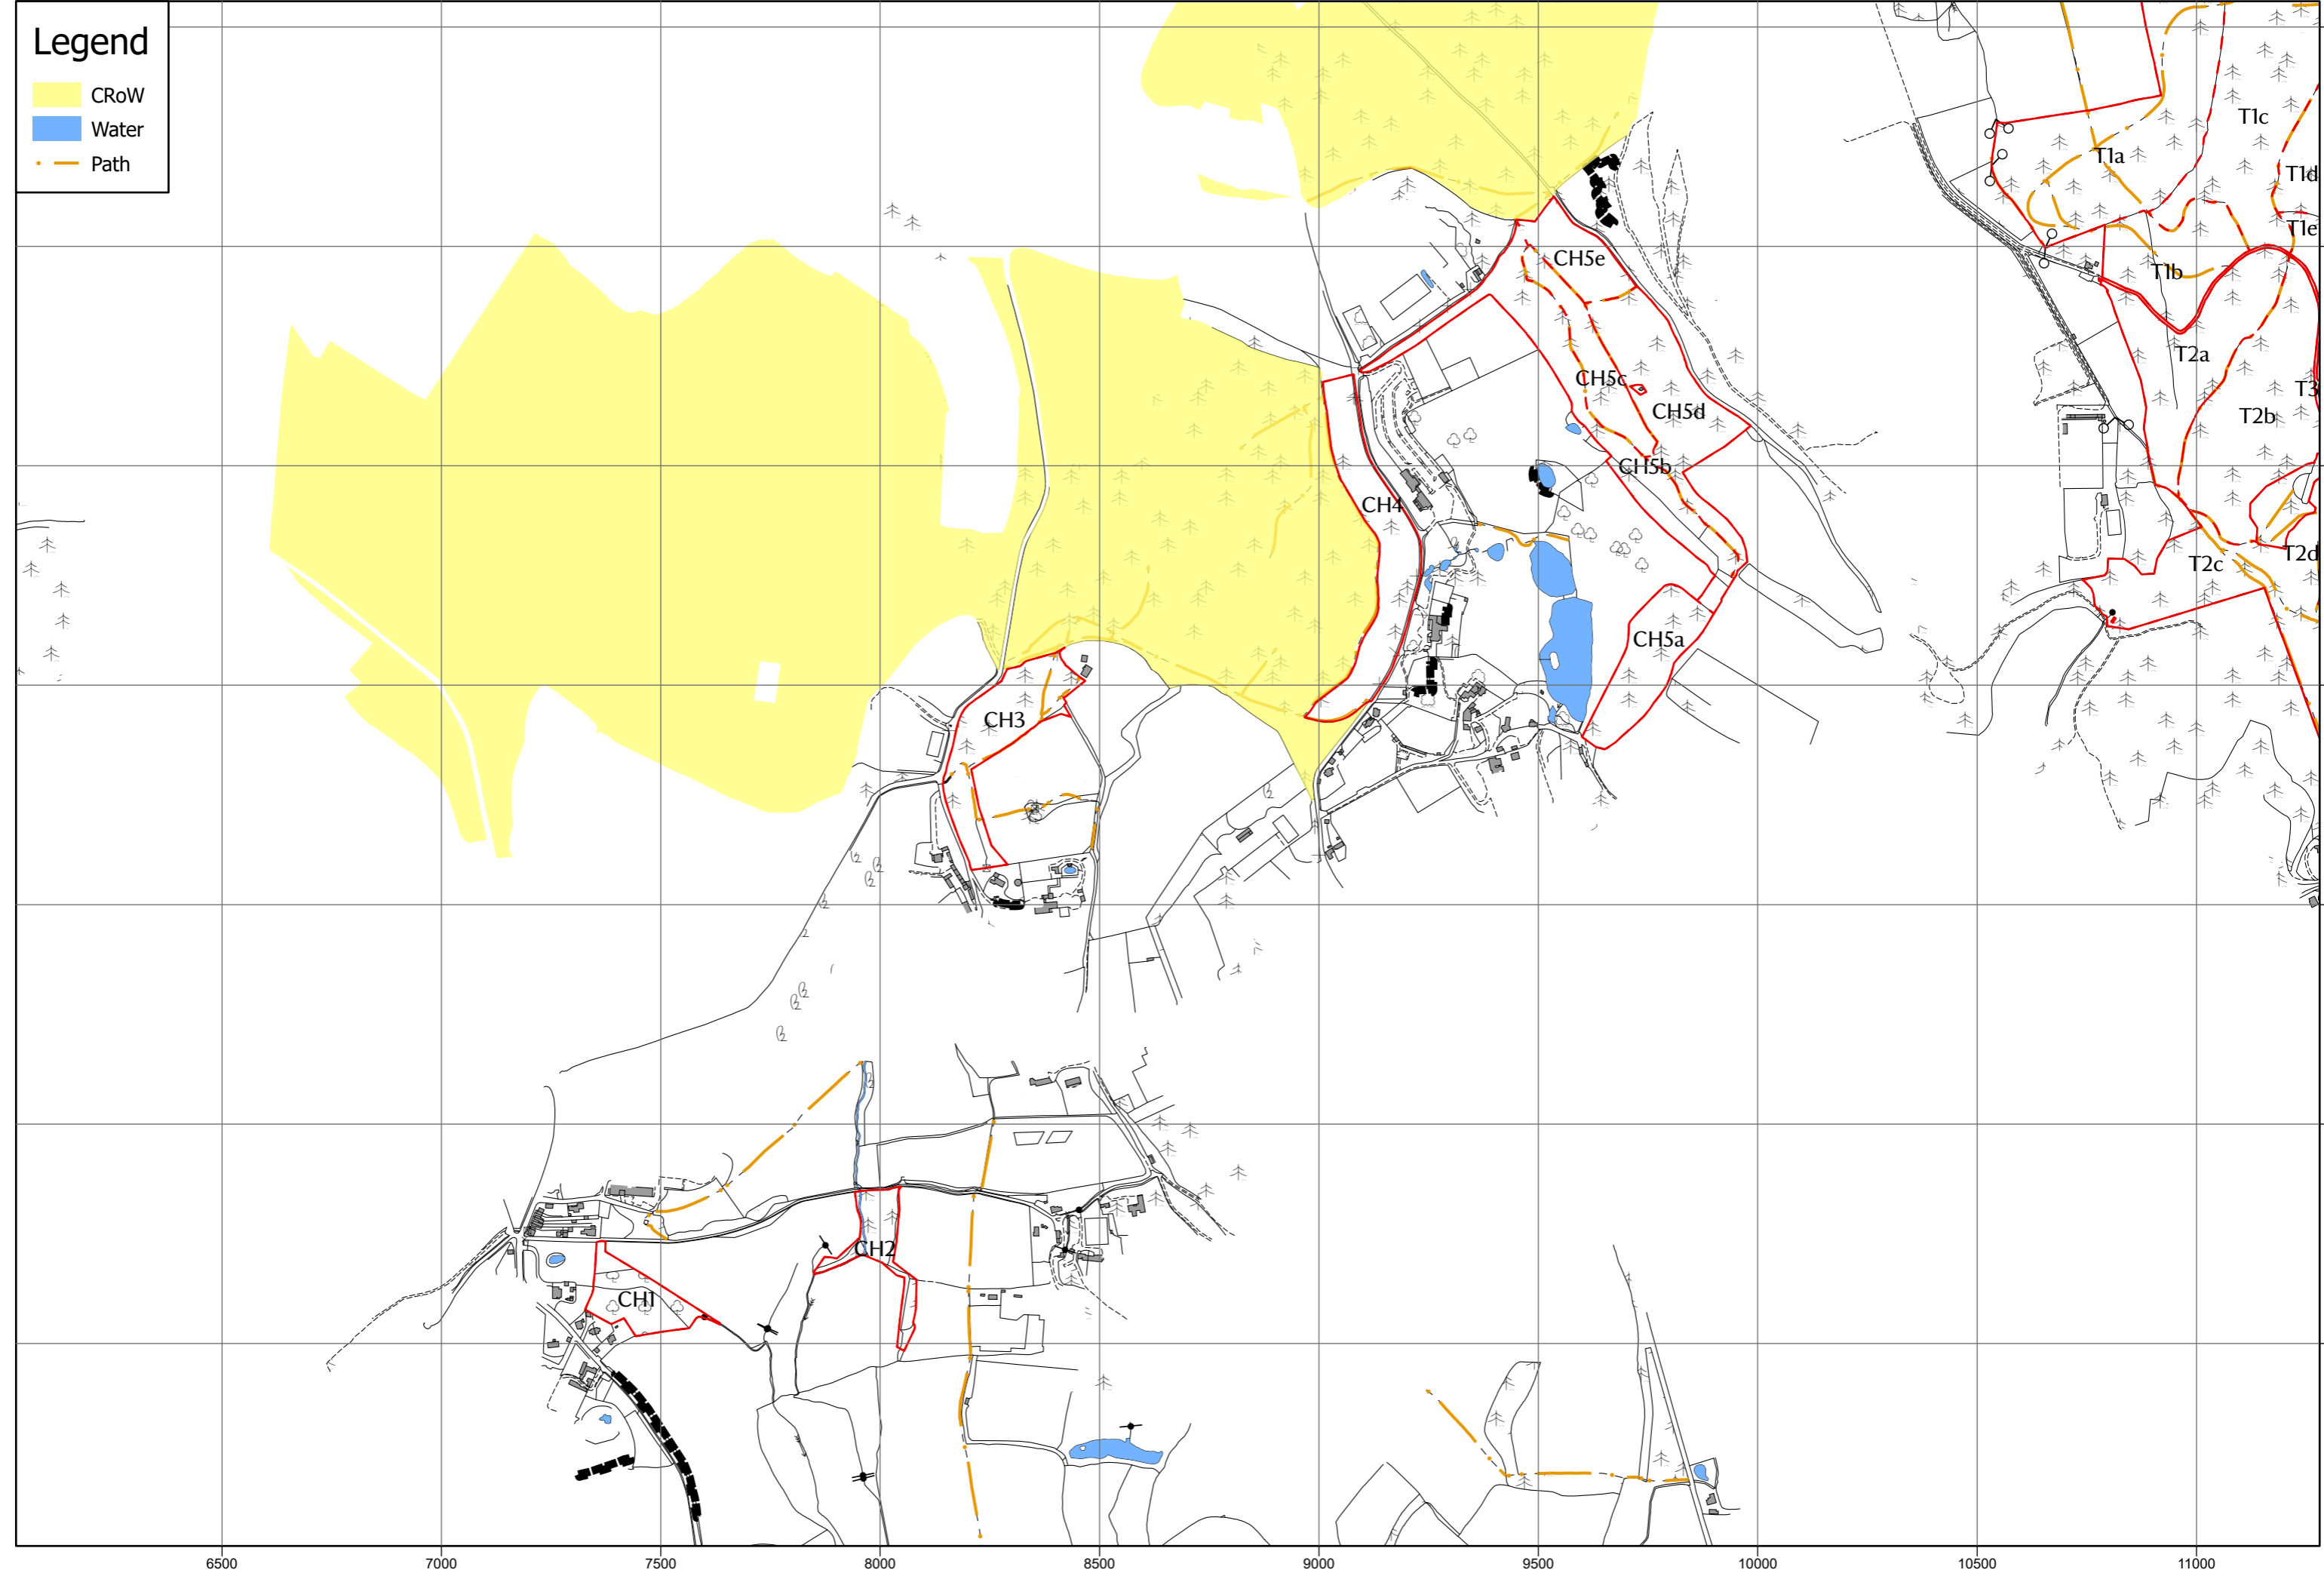 Legend
CRoW
Water
Path
T1c
T1a
T1d
T1e
CH5e
T1b
T2a
CH5c
T3
CH5d
T2b
CH5b
CH4
T2d
T2c
CH5a
CH3
CH2
CH1
6500 7000 7500 8000 8500 9000 9500 10000 10500 11000